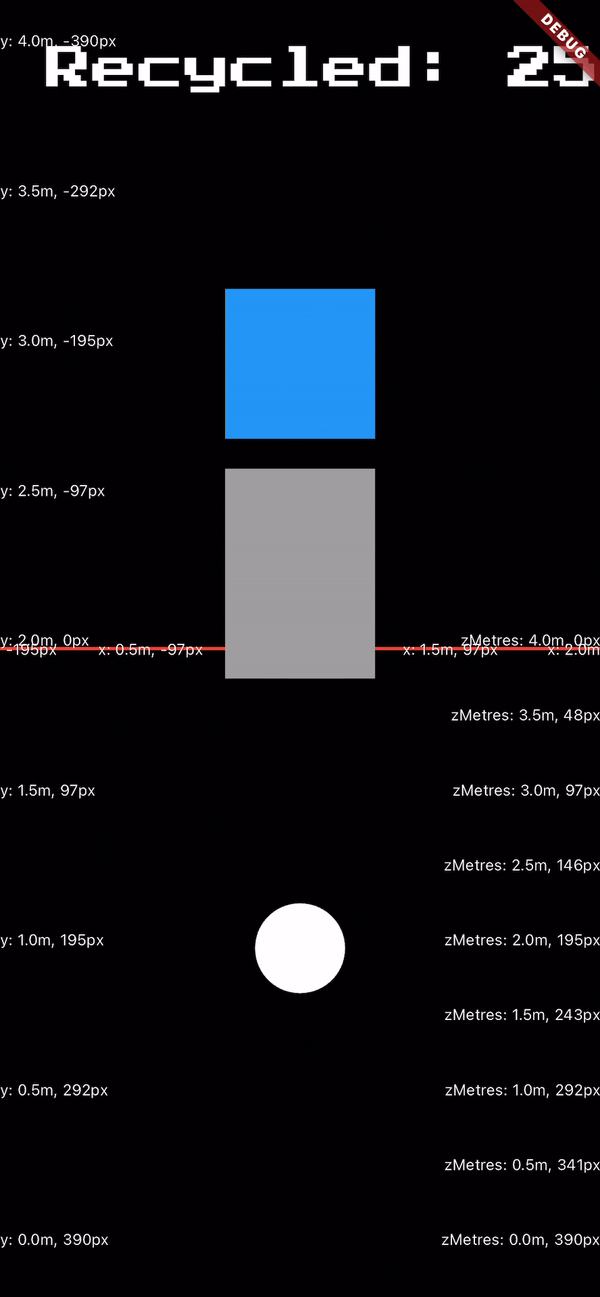 DEBUG
y: 4.0m, -390px
Recycled: 25
y: 3.5m, -292px
y: 3.0m, -195px
y: 2.5m, -97px
y: 2.0m, 0px
zMetres: 4.0m, 0px
-195px
x: 0.5m, -97px
x: 1.5m, 97px
x: 2.0m
zMetres: 3.5m, 48px
y: 1.5m, 97px
zMetres: 3.0m, 97px
zMetres: 2.5m, 146px
y: 1.0m, 195px
zMetres: 2.0m, 195px
zMetres: 1.5m, 243px
y: 0.5m, 292px
zMetres: 1.0m, 292px
zMetres: 0.5m, 341px
y: 0.0m, 390px
zMetres: 0.0m, 390px